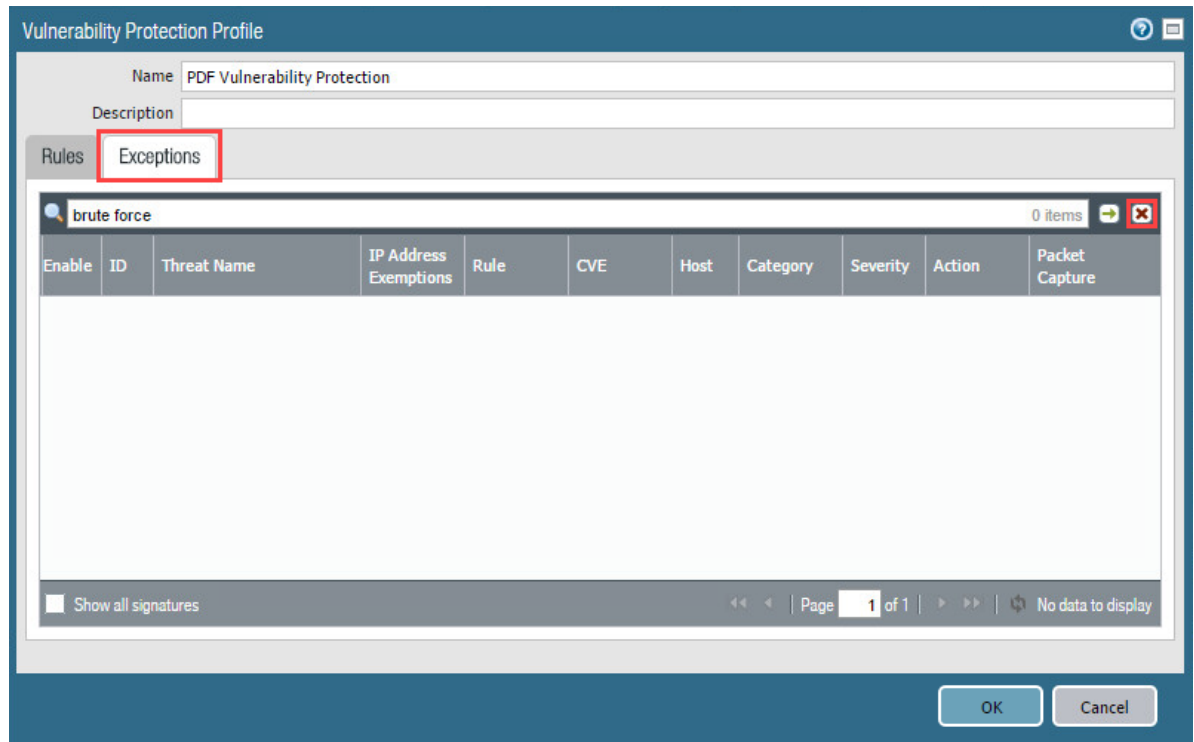 Vulnerability Protection Profile
Name PDF Vulnerability Protection
Description
Rules Exceptions
brute force 0 items
Enable ID Threat Name IP Address Exemptions Rule CVE Host Category Severity Action Packet Capture
Show all signatures Page 1 of 1 No data to display
OK Cancel